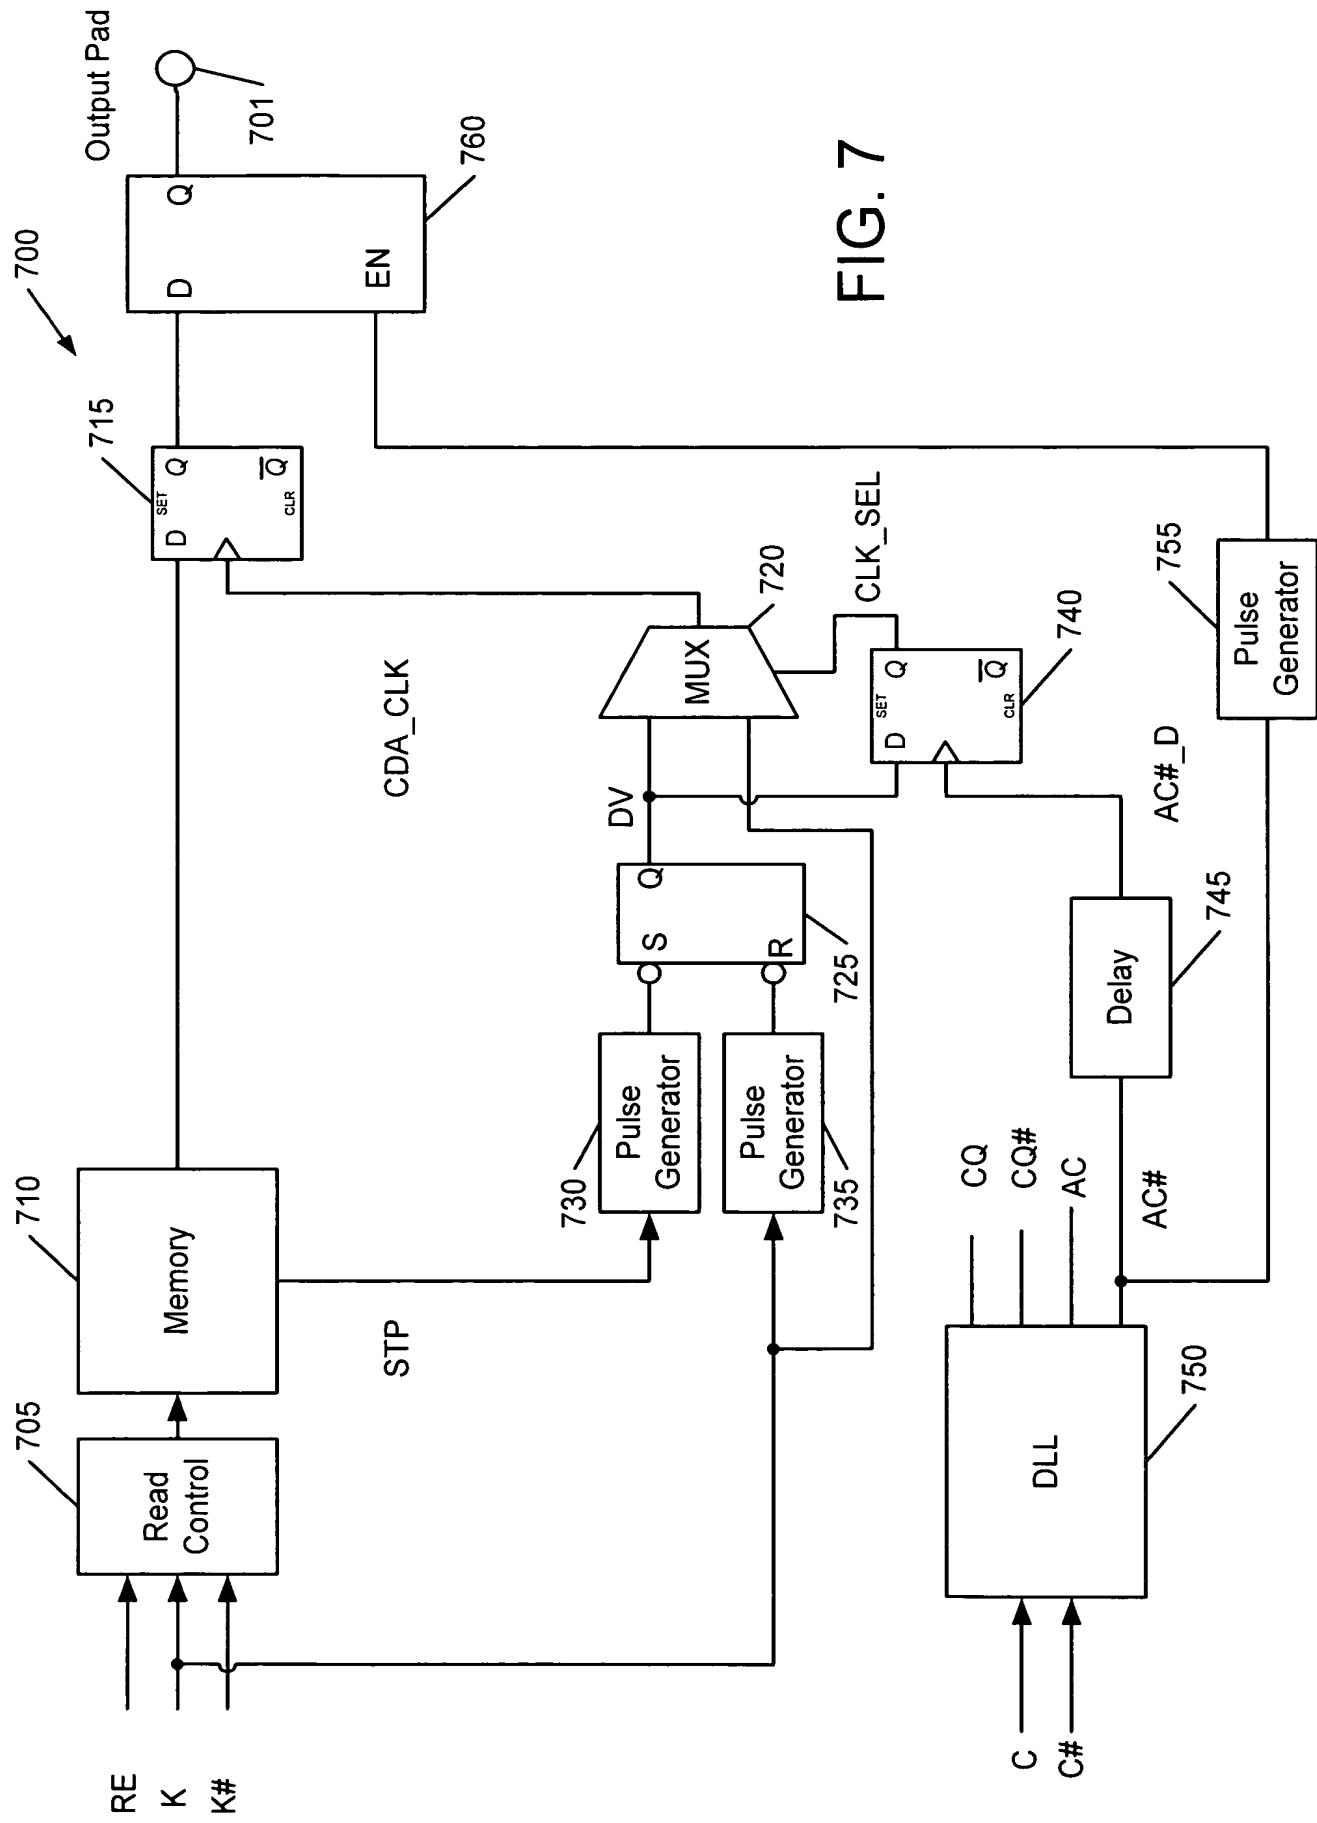 700
Output Pad
701
715
SET
D
Q
Q
CLR
D
Q
EN
760
705
Read
Control
RE
K
K#
710
Memory
STP
CDA_CLK
730
Pulse
Generator
Pulse
Generator
735
S
Q
R
725
DV
MUX
720
CLK_SEL
SET
D
Q
Q
CLR
740
C
C#
DLL
750
CQ
CQ#
AC
AC#
Delay
745
AC#_D
755
Pulse
Generator
FIG. 7